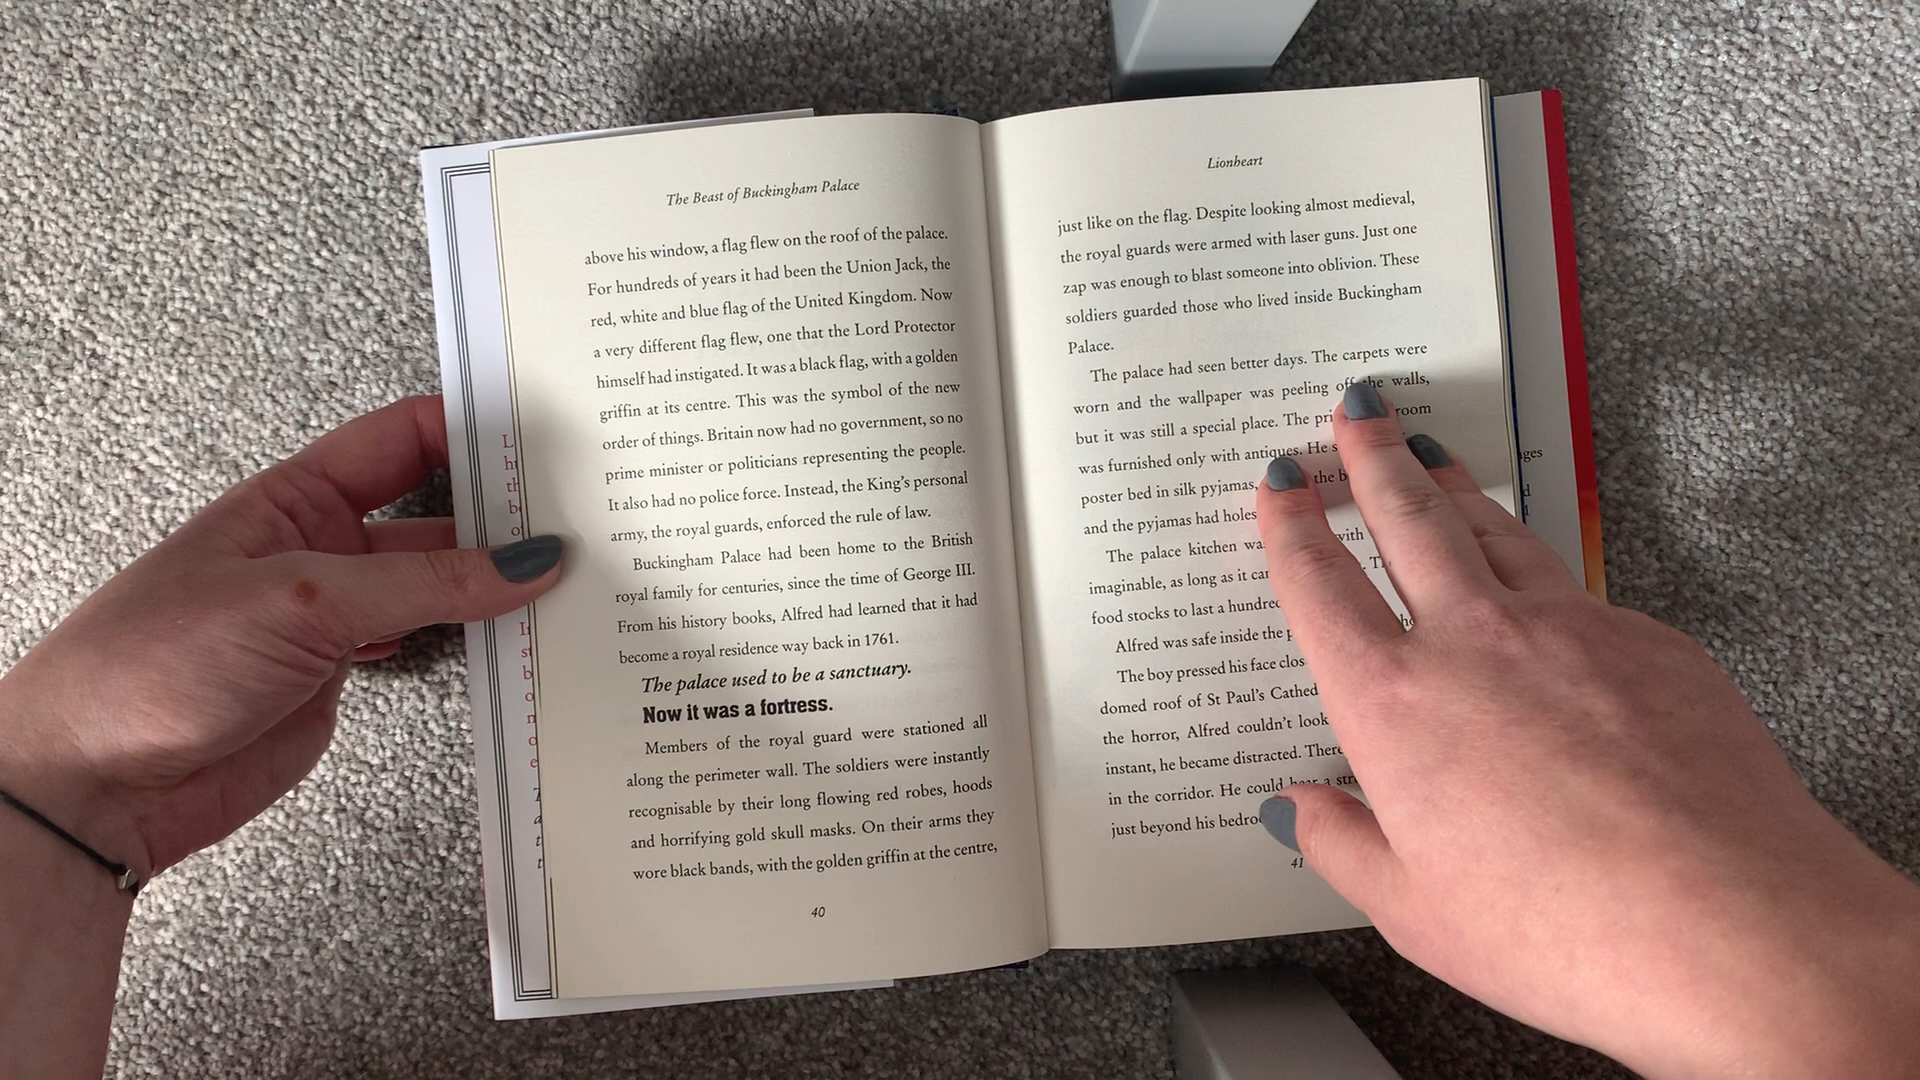 The Beast of Buckingham Palace
above his window, a flag flew on the roof of the palace.
For hundreds of years it had been the Union Jack, the
red, white and blue flag of the United Kingdom. Now
a very different flag flew, one that the Lord Protector
himself had instigated. It was a black flag, with a golden
griffin at its centre. This was the symbol of the new
order of things. Britain now had no government, so no
prime minister or politicians representing the people.
It also had no police force. Instead, the King's personal
army, the royal guards, enforced the rule of law.
Buckingham Palace had been home to the British
royal family for centuries, since the time of George III.
From his history books, Alfred had learned that it had
become a royal residence way back in 1761.
The palace used to be a sanctuary.
Now it was a fortress.
Members of the royal guard were stationed all
along the perimeter wall. The soldiers were instantly
recognisable by their long flowing red robes, hoods
and horrifying gold skull masks. On their arms they
wore black bands, with the golden griffin at the centre,
40
Lionheart
just like on the flag. Despite looking almost medieval,
the royal guards were armed with laser guns. Just one
zap was enough to blast someone into oblivion. These
soldiers guarded those who lived inside Buckingham
Palace.
The palace had seen better days. The carpets were
worn and the wallpaper was peeling off the walls,
but it was still a special place. The room
was furnished only with antiques. He
poster bed in silk pyjamas, the
and the pyjamas had holes
The palace kitchen with
imaginable, as long as it
food stocks to last a
Alfred was safe inside the
The boy pressed his face
domed roof of St Paul's
the horror, Alfred couldn't look
instant, he became distracted.
in the corridor. He could hear a
just beyond his
41